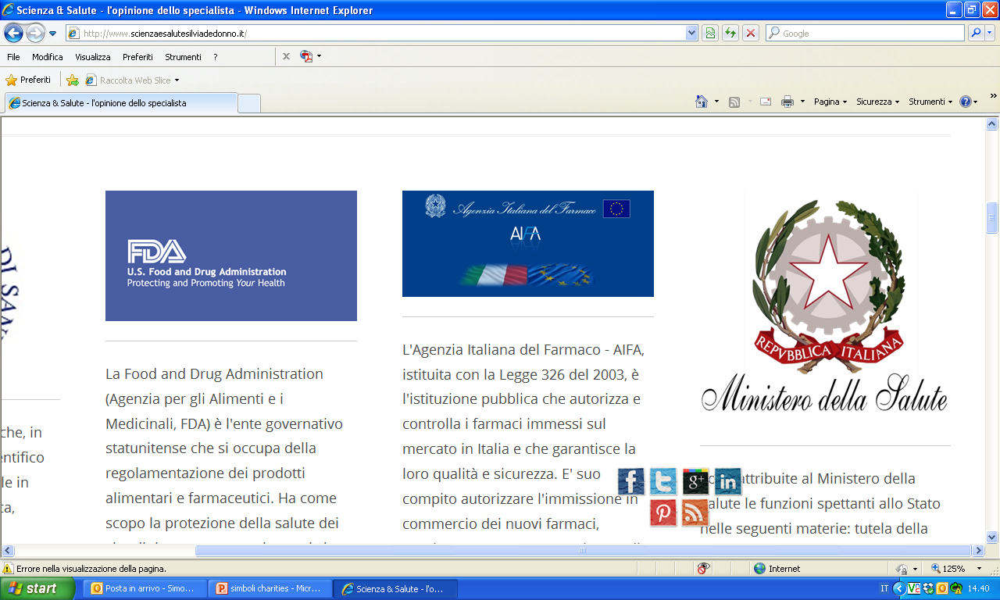 Scienza & Salute - l'opinione dello specialista - Windows Internet Explorer
http://www.scienzaesalutesilviadedonno.it/
Google
File Modifica Visualizza Preferiti Strumenti ?
Preferiti Raccolta Web Slice
Scienza & Salute - l'opinione dello specialista
Pagina Sicurezza Strumenti
DI SAN
che, in
entifico
le in
ta,
FDA
U.S. Food and Drug Administration
Protecting and Promoting Your Health
La Food and Drug Administration
(Agenzia per gli Alimenti e i
Medicinali, FDA) è l'ente governativo
statunitense che si occupa della
regolamentazione dei prodotti
alimentari e farmaceutici. Ha come
scopo la protezione della salute dei
Agenzia Italiana del Farmaco
AIFA
L'Agenzia Italiana del Farmaco - AIFA,
istituita con la Legge 326 del 2003, è
l'istituzione pubblica che autorizza e
controlla i farmaci immessi sul
mercato in Italia e che garantisce la
loro qualità e sicurezza. E' suo
compito autorizzare l'immissione in
commercio dei nuovi farmaci,
REPVBBLICA ITALIANA
Ministero della Salute
attribuite al Ministero della
alute le funzioni spettanti allo Stato
nelle seguenti materie: tutela della
f t g+ in
Errore nella visualizzazione della pagina.
Internet
125%
start
Posta in arrivo - Simo...
simboli charities - Micr...
Scienza & Salute - l'o...
IT
14.40